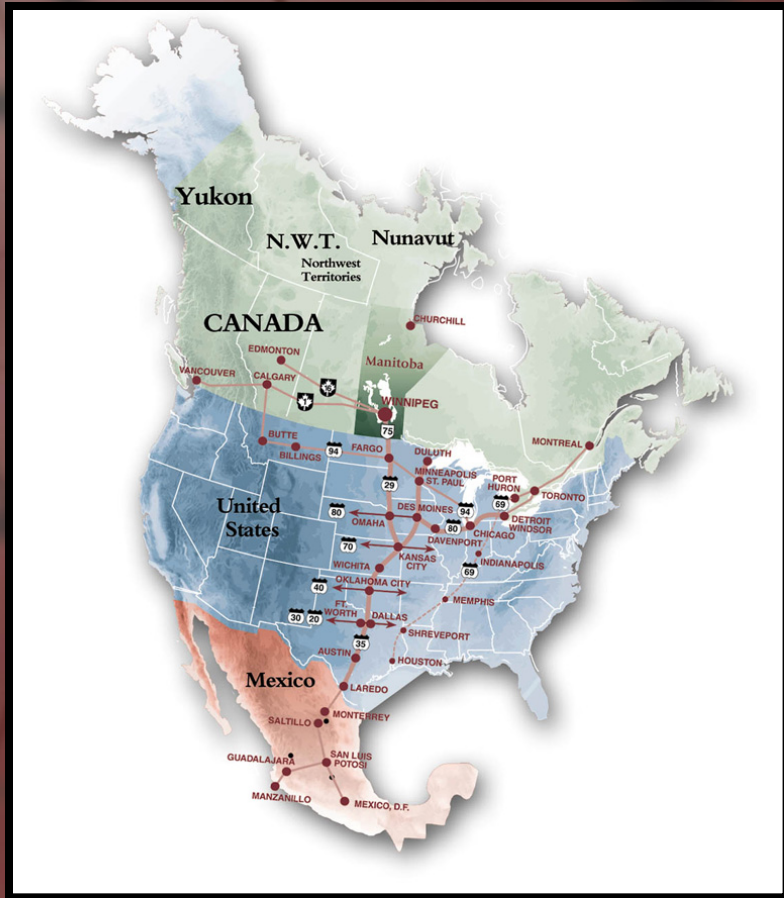 Yukon
N.W.T.
Northwest
Territories
Nunavut
CANADA
CHURCHILL
EDMONTON
Manitoba
VANCOUVER
CALGARY
16
1
WINNIPEG
75
BUTTE
BILLINGS
94
FARGO
DULUTH
MONTREAL
MINNEAPOLIS
ST. PAUL
PORT
HURON
29
69
TORONTO
United
States
80
OMAHA
DES MOINES
94
DETROIT
WINDSOR
80
CHICAGO
DAVENPORT
70
KANSAS
CITY
INDIANAPOLIS
WICHITA
69
40
OKLAHOMA CITY
MEMPHIS
30
20
FT.
WORTH
DALLAS
SHREVEPORT
35
AUSTIN
HOUSTON
Mexico
LAREDO
MONTERREY
SALTILLO
GUADALAJARA
SAN LUIS
POTOSI
MANZANILLO
MEXICO, D.F.